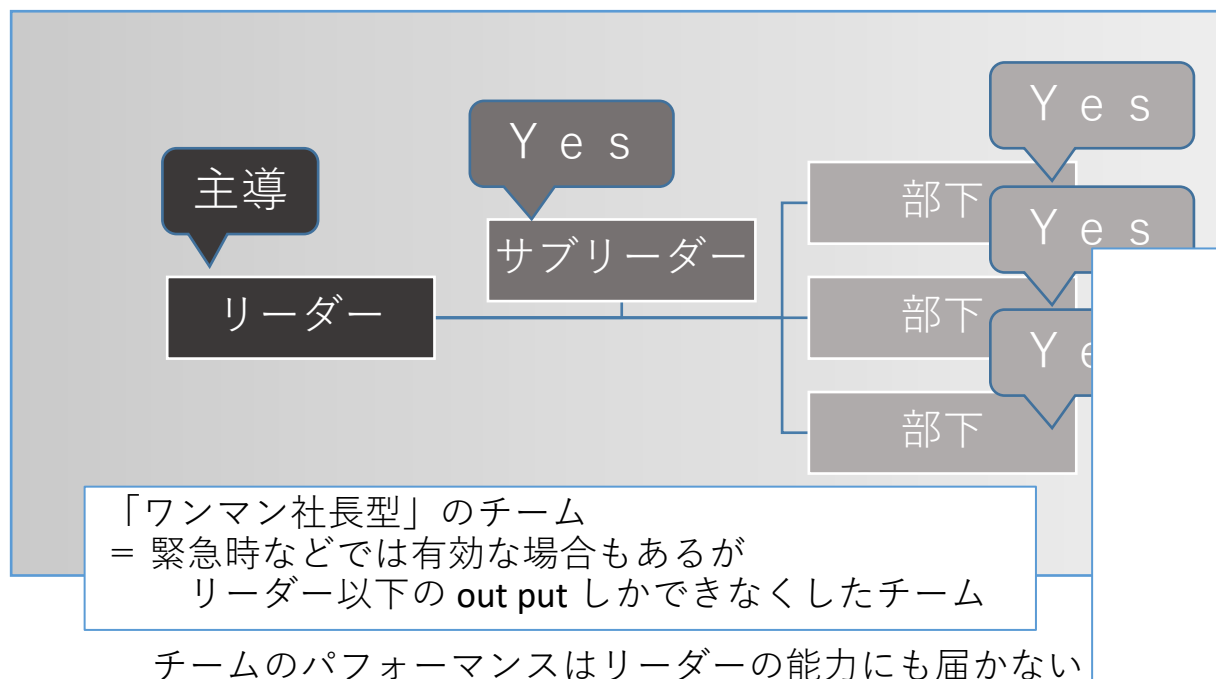 主導
Ｙｅｓ
Ｙｅｓ
リーダー
サブリーダー
部下
Ｙｅｓ
部下
部下
「ワンマン社長型」のチーム
＝ 緊急時などでは有効な場合もあるが
リーダー以下の out put しかできなくしたチーム
チームのパフォーマンスはリーダーの能力にも届かない